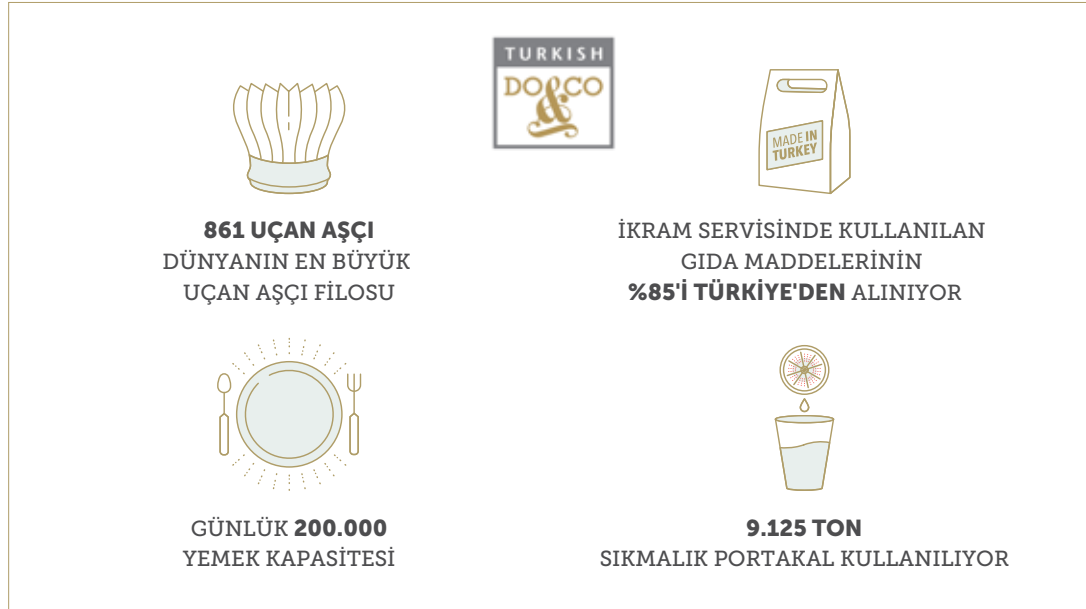 TURKISH
DO&CO
MADE IN
TURKEY
861 UÇAN AŞÇI
DÜNYANIN EN BÜYÜK
UÇAN AŞÇI FİLOSU
İKRAM SERVİSİNDE KULLANILAN
GIDA MADDELERİNİN
%85'İ TÜRKİYE'DEN ALINIYOR
GÜNLÜK 200.000
YEMEK KAPASİTESİ
9.125 TON
SIKMALIK PORTAKAL KULLANILIYOR